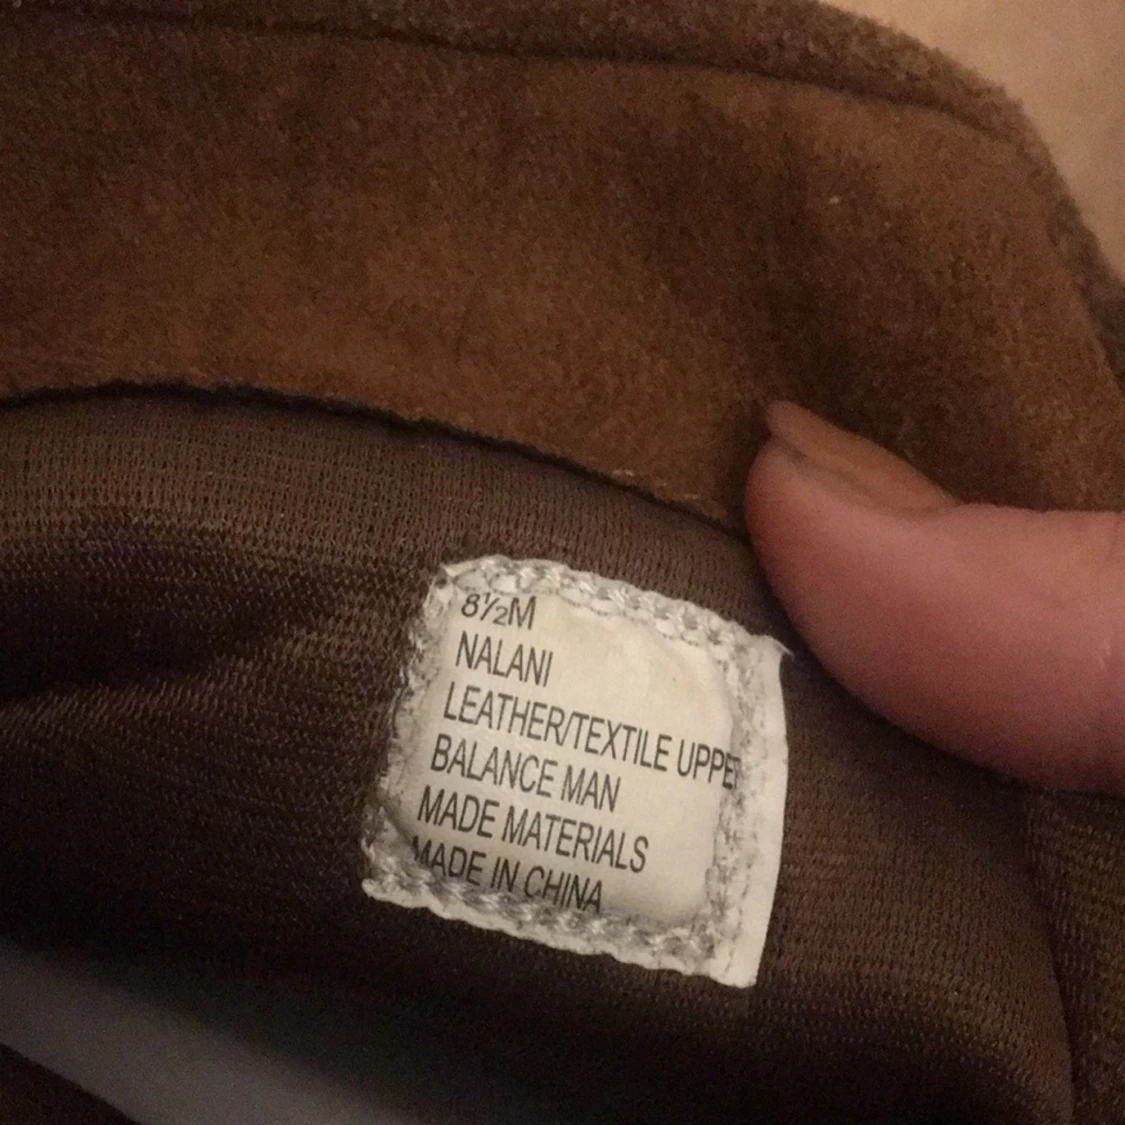 8½M
NALANI
LEATHER/TEXTILE UPPER
BALANCE MAN
MADE MATERIALS
MADE IN CHINA